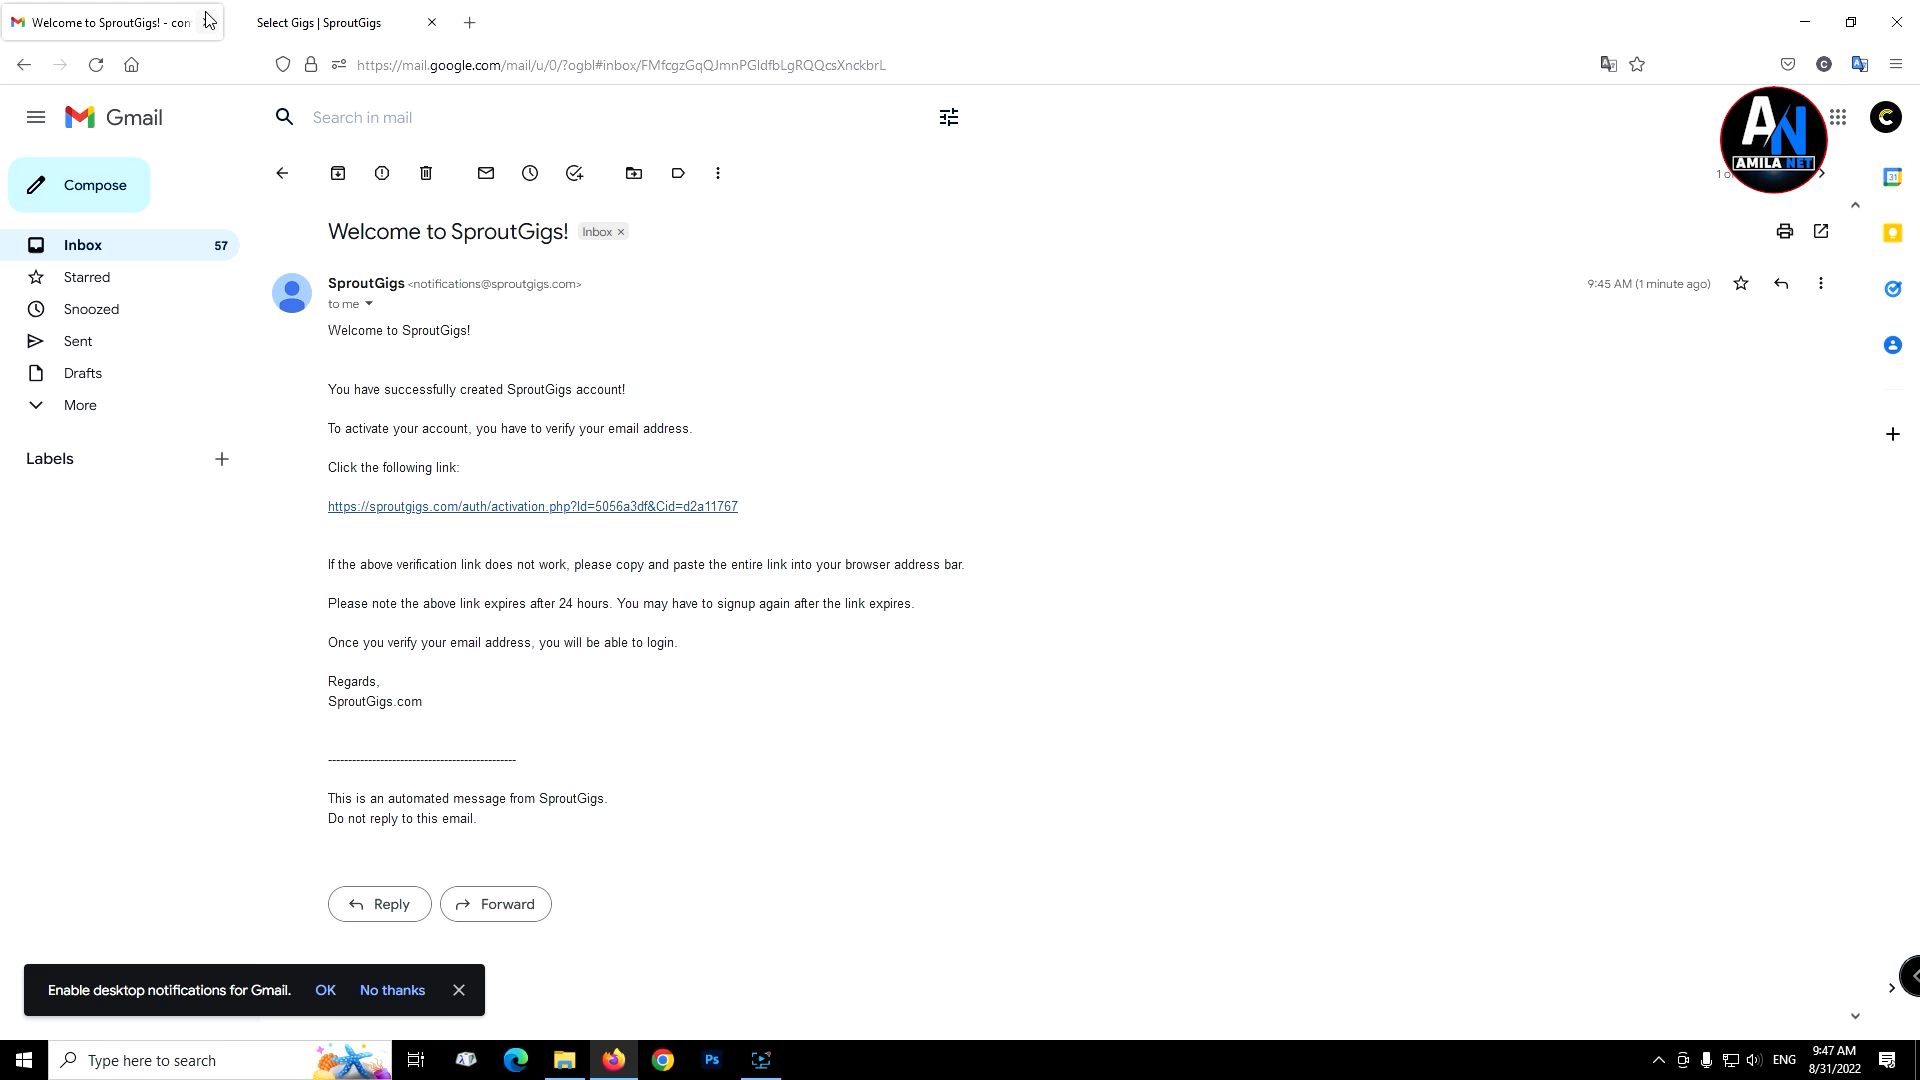 Welcome to SproutGigs! - con
Select Gigs | SproutGigs
https://mail.google.com/mail/u/0/?ogbl#inbox/FMfcgzGqQJmnPGldfbLgRQQcsXnckbrL
Gmail
Search in mail
AN
AMILA NET
Compose
1 o
Inbox 57
Starred
Snoozed
Sent
Drafts
More
Labels
Welcome to SproutGigs! Inbox
SproutGigs <notifications@sproutgigs.com>
9:45 AM (1 minute ago)
to me
Welcome to SproutGigs!
You have successfully created SproutGigs account!
To activate your account, you have to verify your email address.
Click the following link:
https://sproutgigs.com/auth/activation.php?Id=5056a3df&Cid=d2a11767
If the above verification link does not work, please copy and paste the entire link into your browser address bar.
Please note the above link expires after 24 hours. You may have to signup again after the link expires.
Once you verify your email address, you will be able to login.
Regards,
SproutGigs.com
-----------------------------------------------
This is an automated message from SproutGigs.
Do not reply to this email.
Reply
Forward
Enable desktop notifications for Gmail. OK No thanks
Type here to search
Ps
ENG
9:47 AM
8/31/2022
C
31